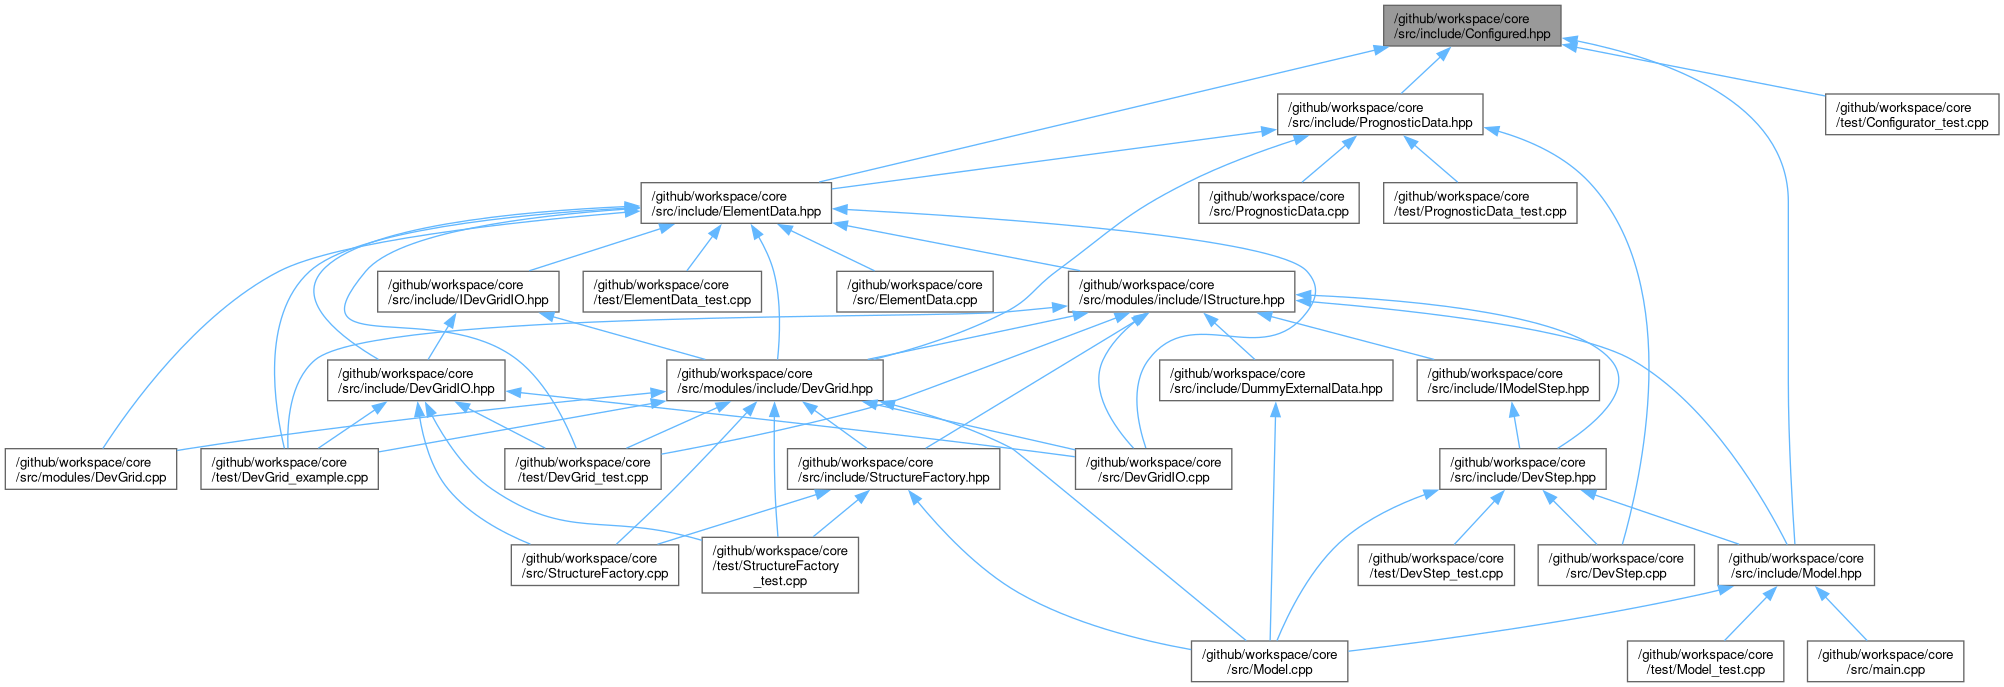 /github/workspace/core
/src/include/Configured.hpp
/github/workspace/core
/src/include/PrognosticData.hpp
/github/workspace/core
/test/Configurator_test.cpp
/github/workspace/core
/src/include/ElementData.hpp
/github/workspace/core
/src/PrognosticData.cpp
/github/workspace/core
/test/PrognosticData_test.cpp
/github/workspace/core
/src/include/IDevGridIO.hpp
/github/workspace/core
/test/ElementData_test.cpp
/github/workspace/core
/src/ElementData.cpp
/github/workspace/core
/src/modules/include/IStructure.hpp
/github/workspace/core
/src/include/DevGridIO.hpp
/github/workspace/core
/src/modules/include/DevGrid.hpp
/github/workspace/core
/src/include/DummyExternalData.hpp
/github/workspace/core
/src/include/IModelStep.hpp
/github/workspace/core
/src/modules/DevGrid.cpp
/github/workspace/core
/test/DevGrid_example.cpp
/github/workspace/core
/test/DevGrid_test.cpp
/github/workspace/core
/src/include/StructureFactory.hpp
/github/workspace/core
/src/DevGridIO.cpp
/github/workspace/core
/src/include/DevStep.hpp
/github/workspace/core
/src/StructureFactory.cpp
/github/workspace/core
/test/StructureFactory
_test.cpp
/github/workspace/core
/test/DevStep_test.cpp
/github/workspace/core
/src/DevStep.cpp
/github/workspace/core
/src/include/Model.hpp
/github/workspace/core
/src/Model.cpp
/github/workspace/core
/test/Model_test.cpp
/github/workspace/core
/src/main.cpp